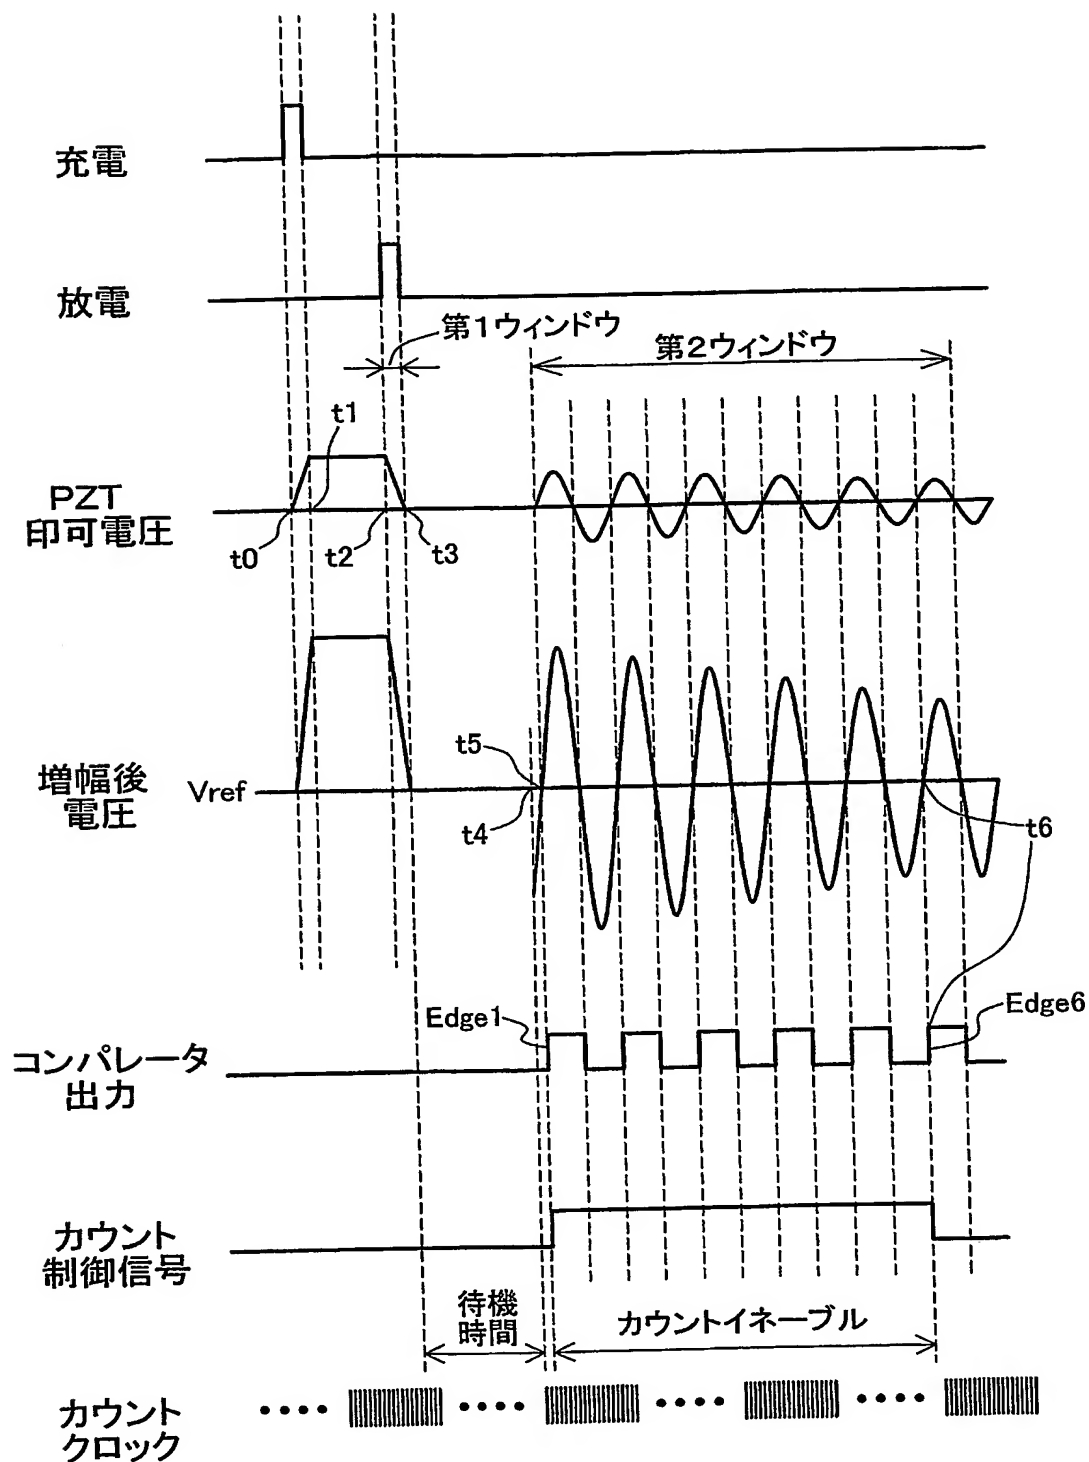 充電
放電
第1ウィンドウ
第2ウィンドウ
t1
PZT
印可電圧
t0
t2
t3
増幅後
電圧
Vref
t5
t4
t6
Edge1
Edge6
コンパレータ
出力
カウント
制御信号
待機
時間
カウントイネーブル
カウント
クロック